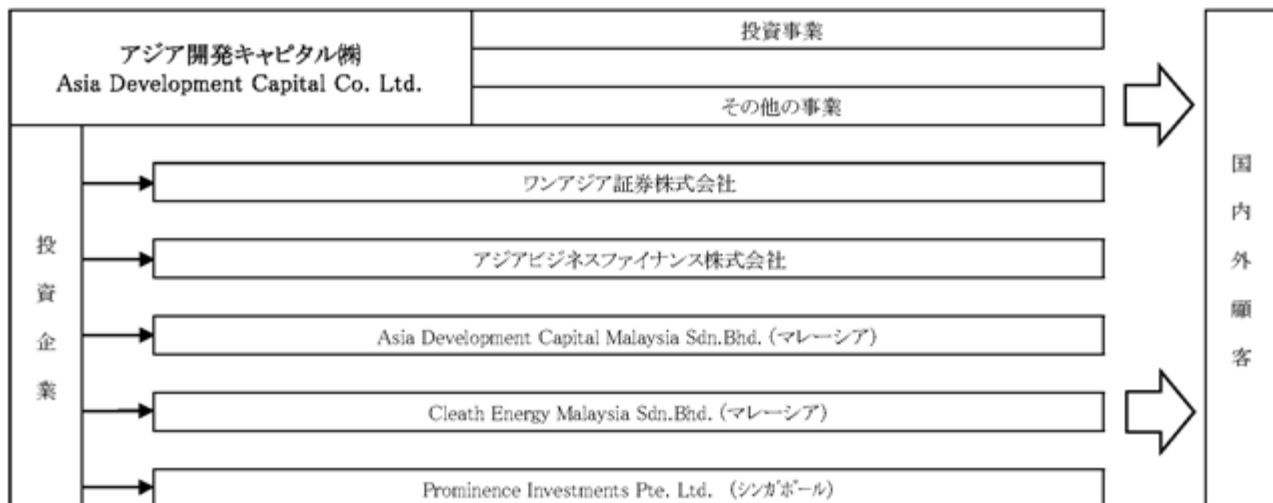 アジア開発キャピタル㈱
Asia Development Capital Co. Ltd.
投資事業
その他の事業
投資企業
ワンアジア証券株式会社
アジアビジネスファイナンス株式会社
Asia Development Capital Malaysia Sdn.Bhd. (マレーシア)
Cleath Energy Malaysia Sdn.Bhd. (マレーシア)
Prominence Investments Pte. Ltd. (シンガポール)
国内外顧客